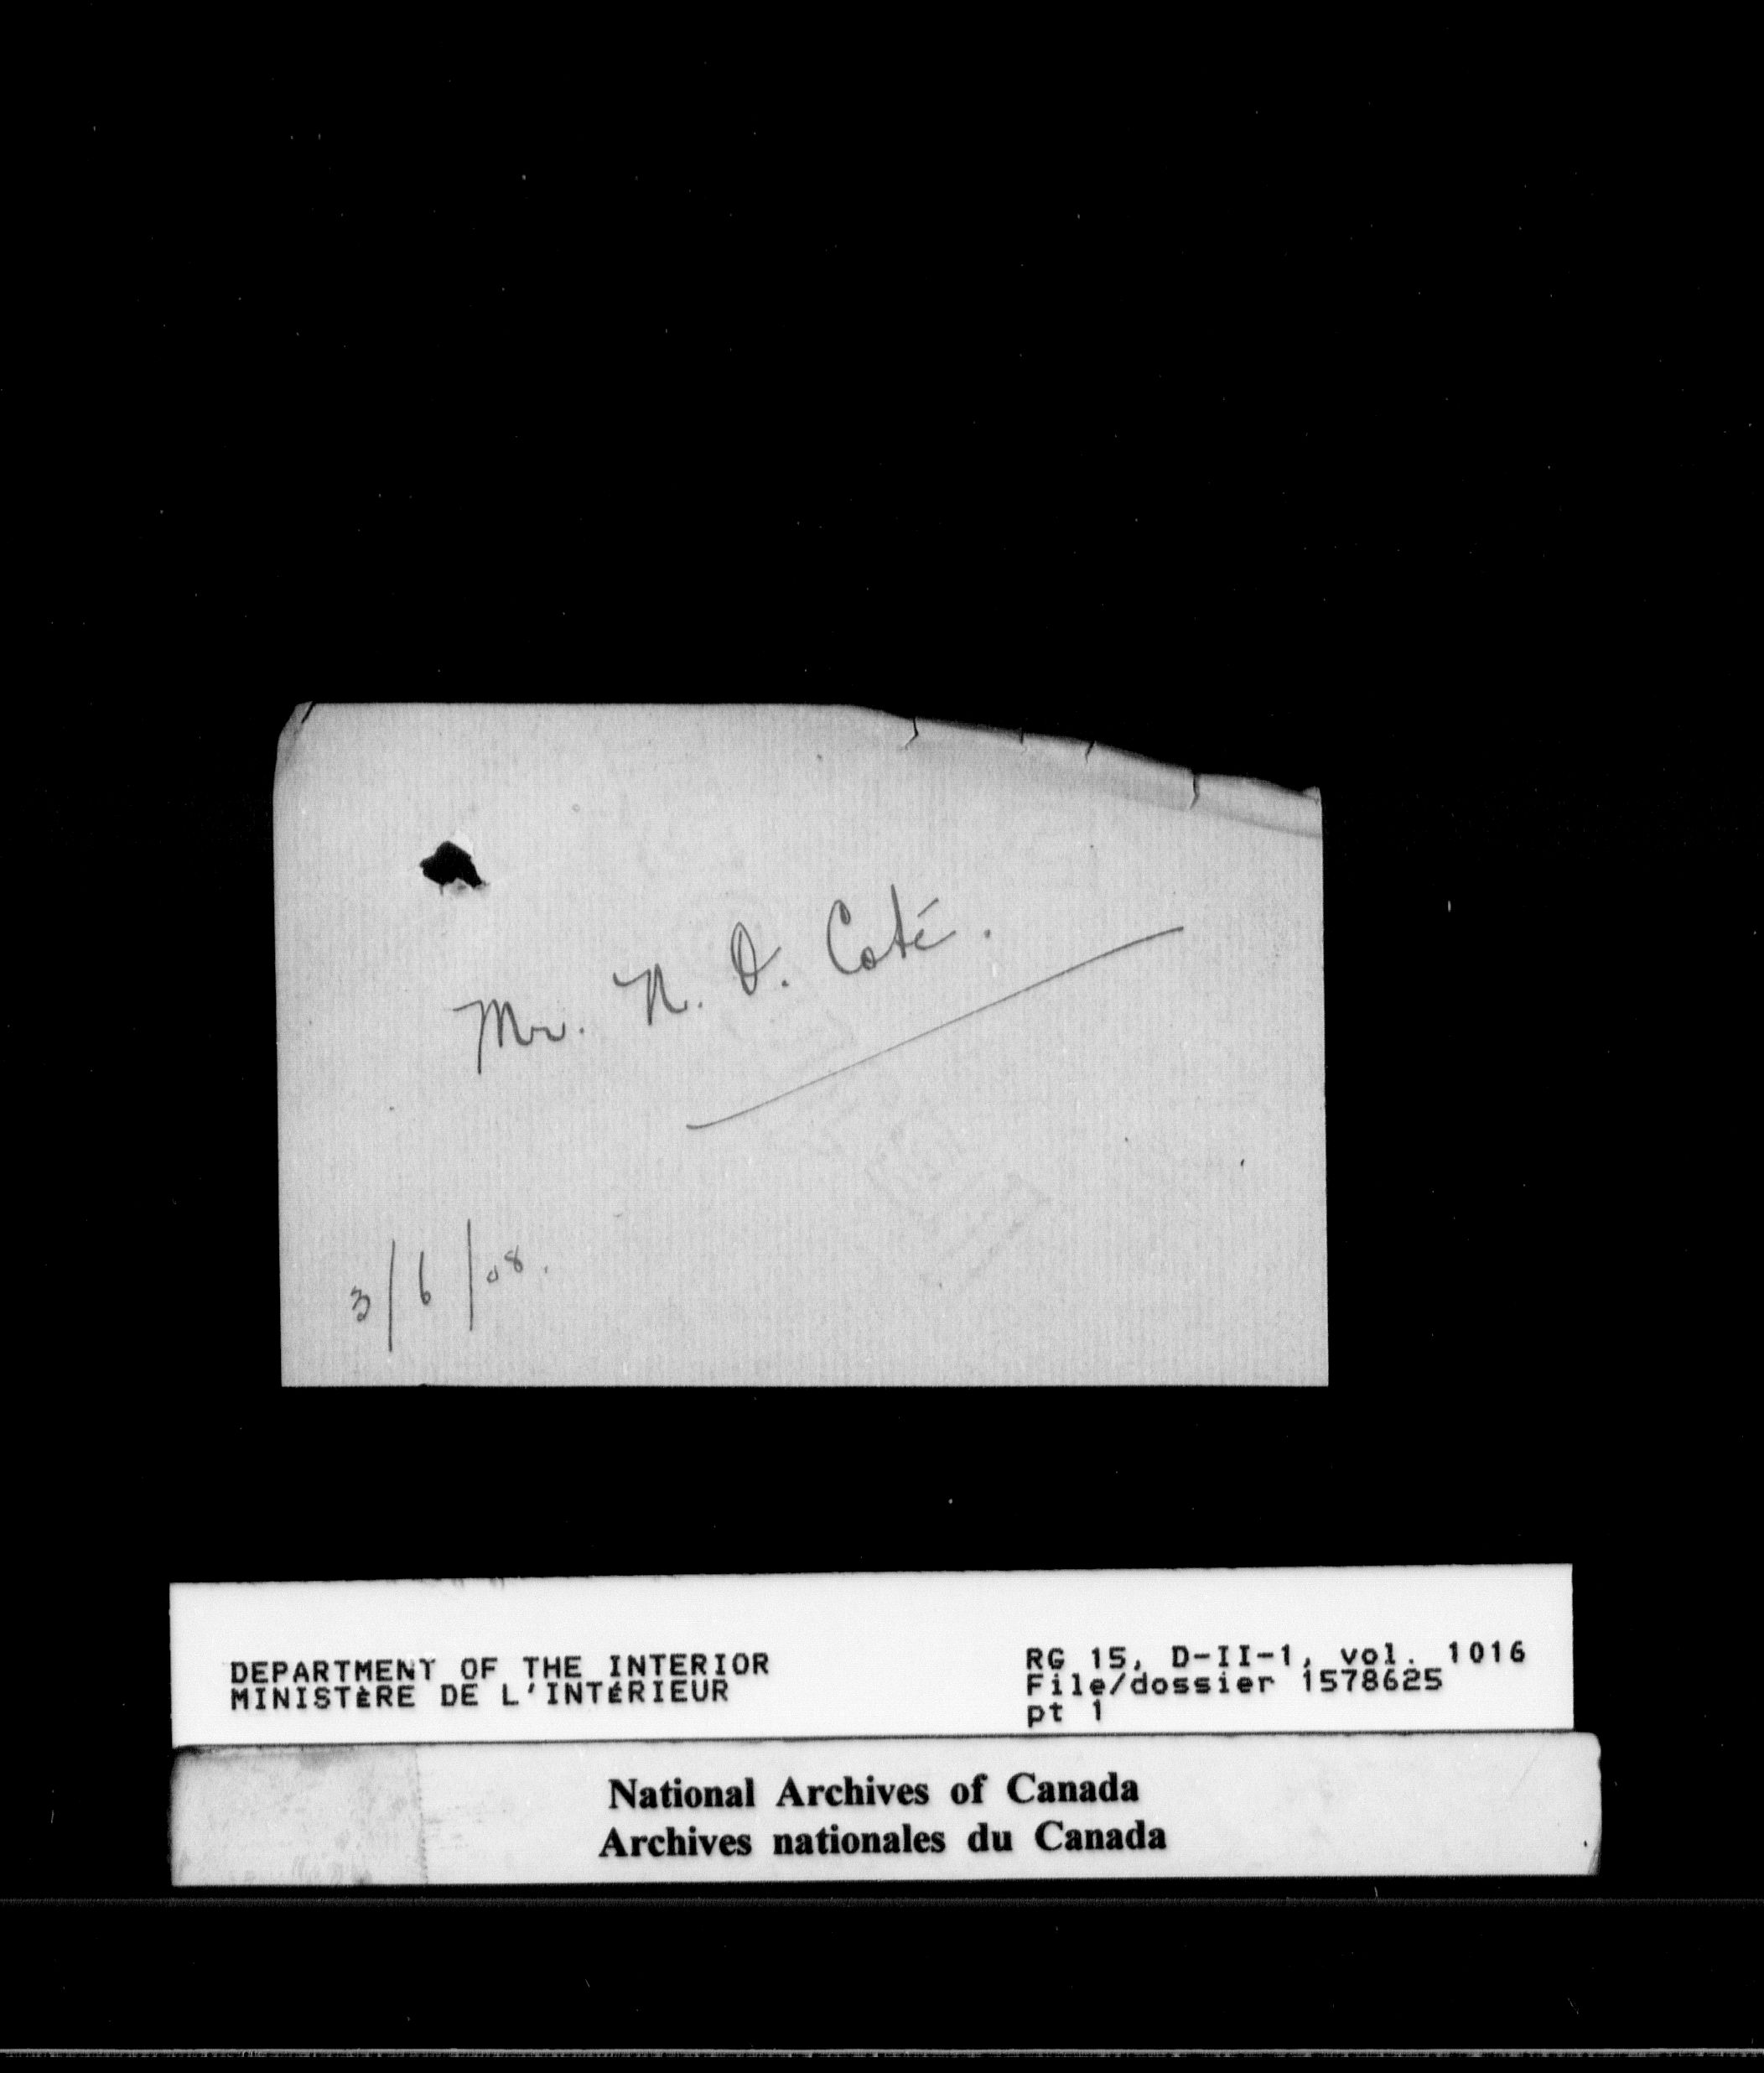 Mr. N. O. Coté.
3/6/08.
DEPARTMENT OF THE INTERIOR
MINISTÈRE DE L'INTÉRIEUR
RG 15, D-II-1, vol. 1016
File/dossier 1578625
pt 1
National Archives of Canada
Archives nationales du Canada